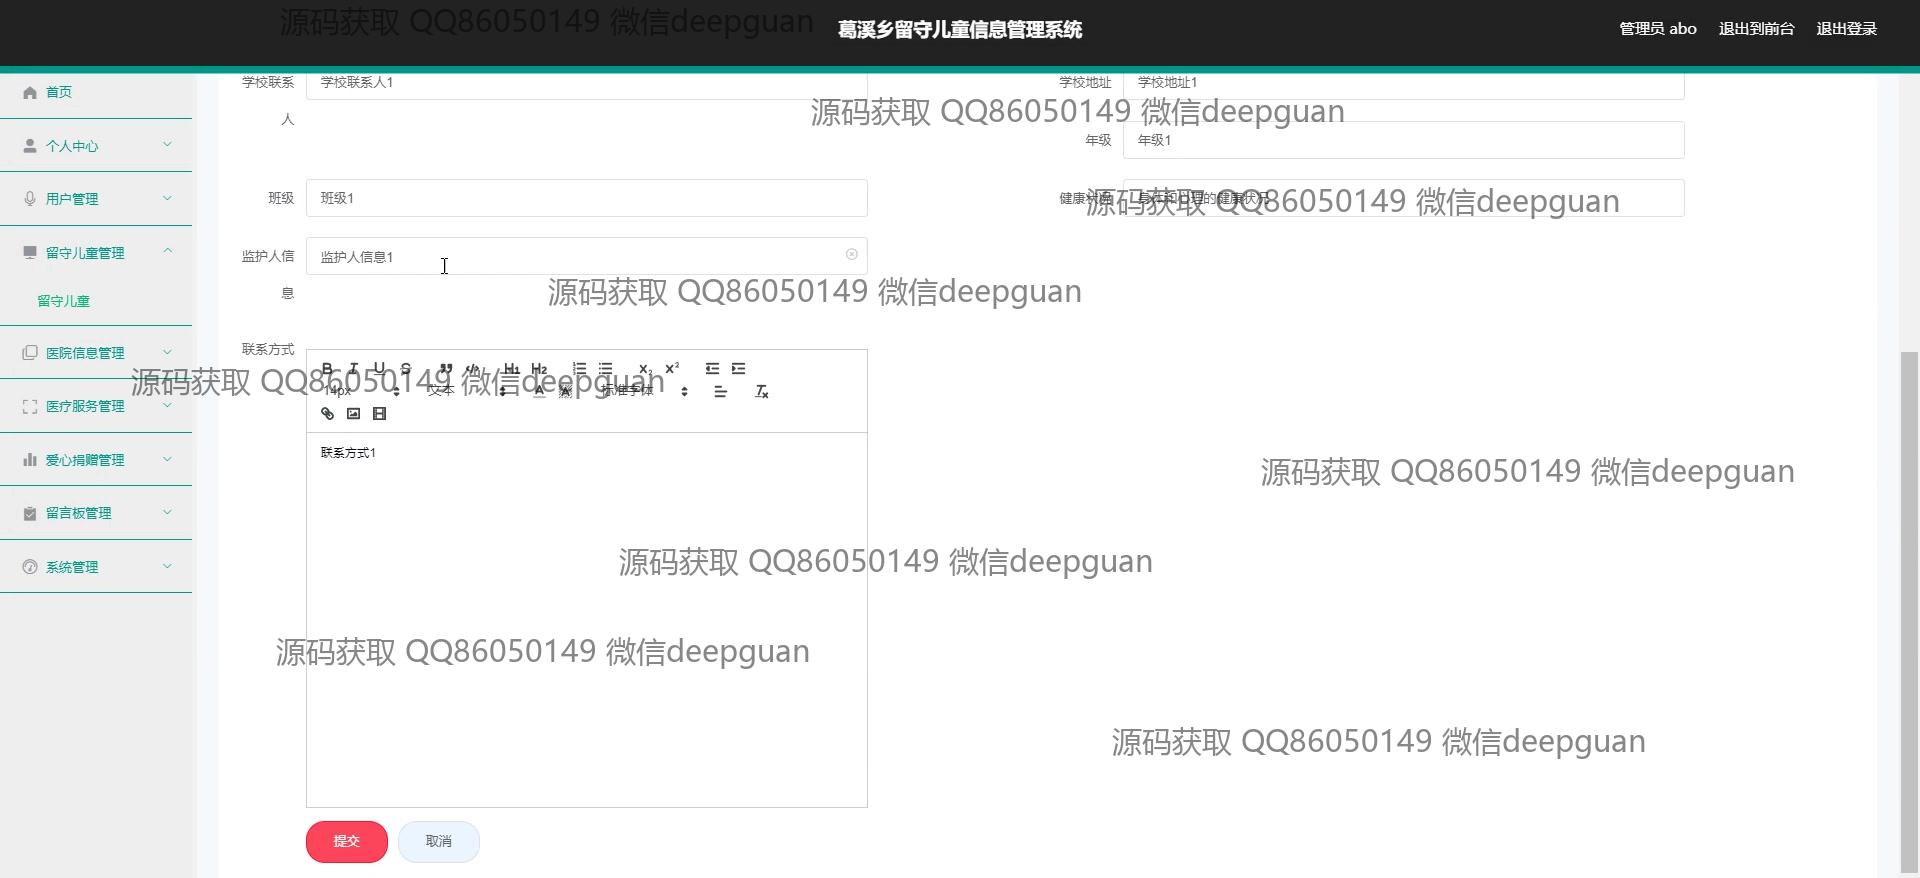 源码获取 QQ86050149 微信deepguan
葛溪乡留守儿童信息管理系统
管理员 abo
退出到前台
退出登录
首页
个人中心
用户管理
留守儿童管理
留守儿童
医院信息管理
医疗服务管理
爱心捐赠管理
留言板管理
系统管理
学校联系
人
学校联系人1
学校地址
学校地址1
源码获取 QQ86050149 微信deepguan
年级
年级1
班级
班级1
健康状况
身体和心理的健康状况
源码获取 QQ86050149 微信deepguan
监护人信
息
监护人信息1
源码获取 QQ86050149 微信deepguan
联系方式
B I U S H1 H2 X₂ X²
14px 文本 A 标准字体
源码获取 QQ86050149 微信deepguan
联系方式1
源码获取 QQ86050149 微信deepguan
源码获取 QQ86050149 微信deepguan
源码获取 QQ86050149 微信deepguan
源码获取 QQ86050149 微信deepguan
提交
取消